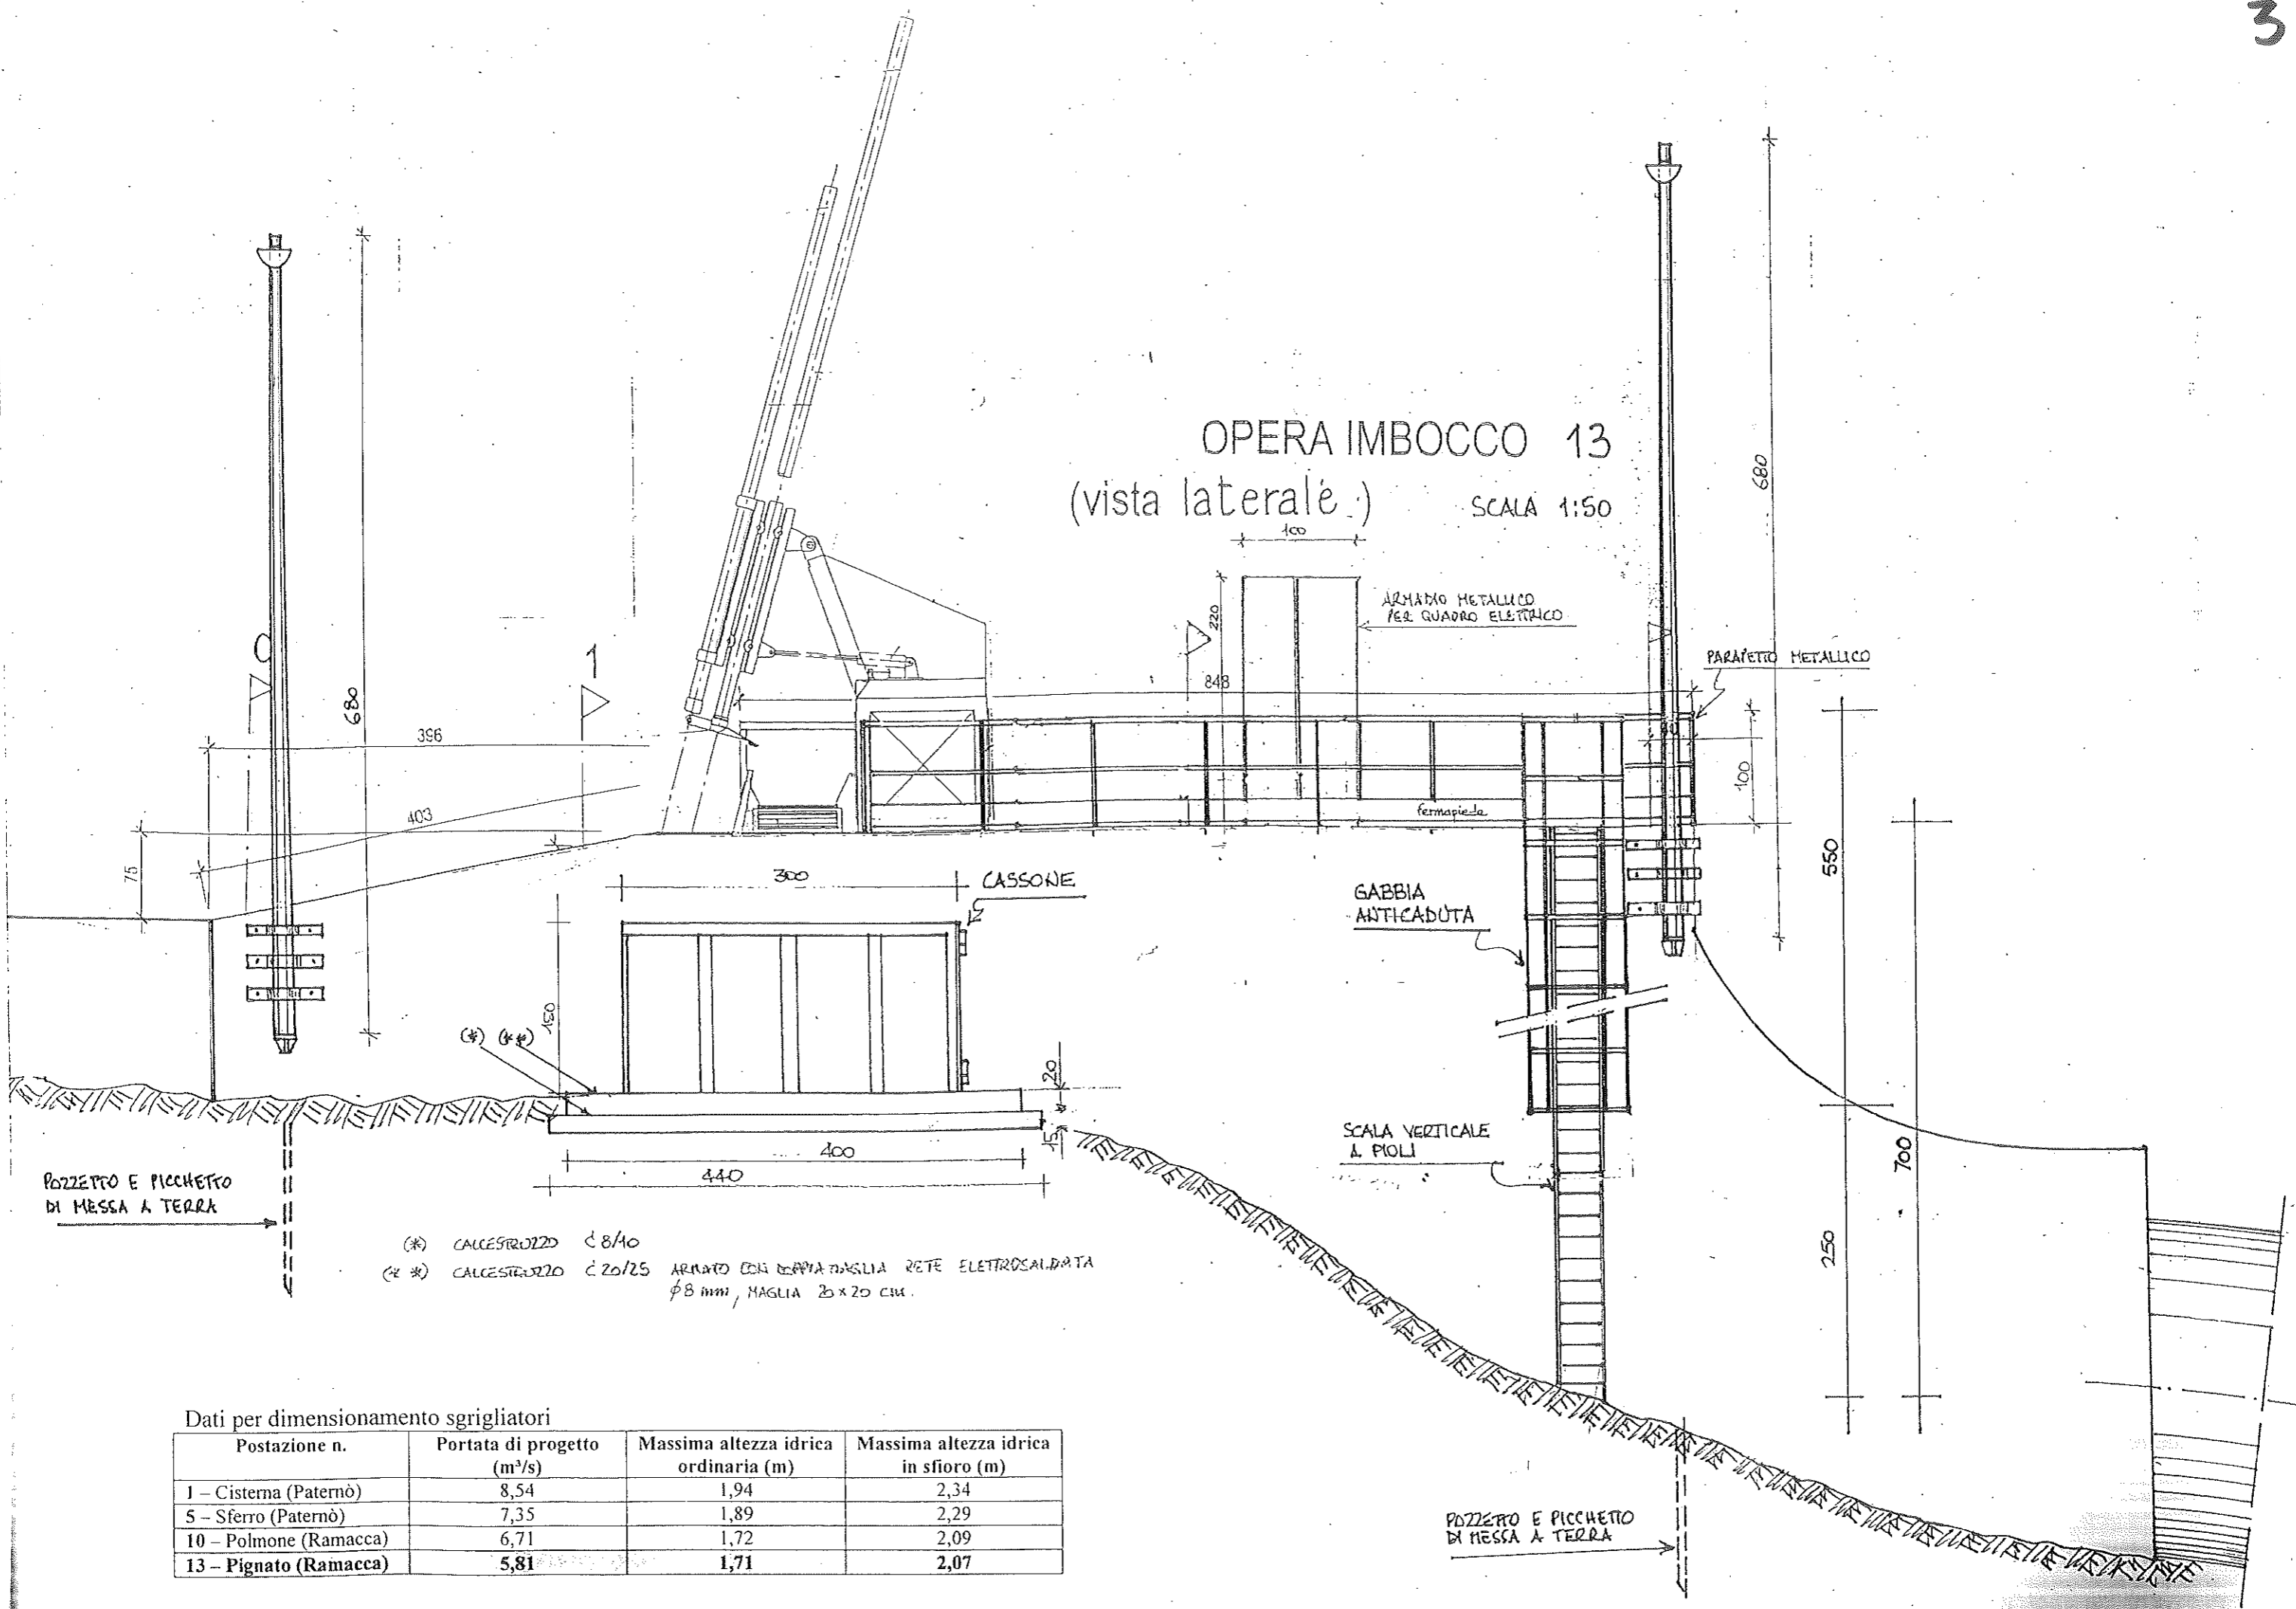 3
OPERA IMBOCCO 13
(vista laterale)
SCALA 1:50
100
220
ARMADIO METALLICO
PER QUADRO ELETTRICO
680
PARAPETTO METALLICO
848
100
0
1
680
396
403
75
fermapiede
550
300
CASSONE
GABBIA
ANTICADUTA
150
(*) (**)
20
15
400
440
SCALA VERTICALE
A PIOLI
700
250
POZZETTO E PICCHETTO
DI MESSA A TERRA
(*) CALCESTRUZZO C 8/10
(**) CALCESTRUZZO C 20/25 ARMATO CON DOPPIA MAGLIA RETE ELETTROSALDATA
φ8 mm, MAGLIA 20x20 cm.
Dati per dimensionamento sgrigliatori
Postazione n. Portata di progetto (m³/s) Massima altezza idrica ordinaria (m) Massima altezza idrica in sfioro (m)
1 – Cisterna (Paternò) 8,54 1,94 2,34
5 – Sferro (Paternò) 7,35 1,89 2,29
10 – Polmone (Ramacca) 6,71 1,72 2,09
13 – Pignato (Ramacca) 5,81 1,71 2,07
POZZETTO E PICCHETTO
DI MESSA A TERRA